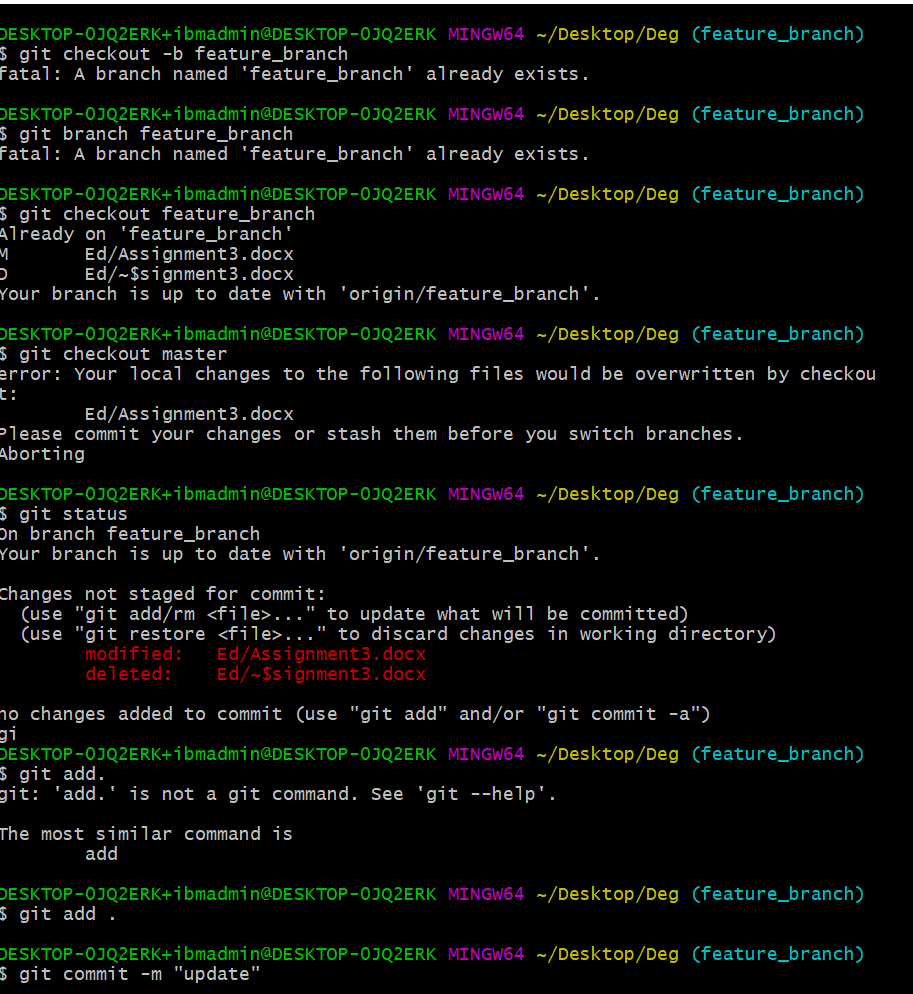 DESKTOP-0JQ2ERK+ibmadmin@DESKTOP-0JQ2ERK MINGW64 ~/Desktop/Deg (feature_branch)
$ git checkout -b feature_branch
fatal: A branch named 'feature_branch' already exists.
DESKTOP-0JQ2ERK+ibmadmin@DESKTOP-0JQ2ERK MINGW64 ~/Desktop/Deg (feature_branch)
$ git branch feature_branch
fatal: A branch named 'feature_branch' already exists.
DESKTOP-0JQ2ERK+ibmadmin@DESKTOP-0JQ2ERK MINGW64 ~/Desktop/Deg (feature_branch)
$ git checkout feature_branch
Already on 'feature_branch'
M       Ed/Assignment3.docx
D       Ed/~$signment3.docx
Your branch is up to date with 'origin/feature_branch'.
DESKTOP-0JQ2ERK+ibmadmin@DESKTOP-0JQ2ERK MINGW64 ~/Desktop/Deg (feature_branch)
$ git checkout master
error: Your local changes to the following files would be overwritten by checkou
t:
        Ed/Assignment3.docx
Please commit your changes or stash them before you switch branches.
Aborting
DESKTOP-0JQ2ERK+ibmadmin@DESKTOP-0JQ2ERK MINGW64 ~/Desktop/Deg (feature_branch)
$ git status
On branch feature_branch
Your branch is up to date with 'origin/feature_branch'.
Changes not staged for commit:
  (use "git add/rm <file>..." to update what will be committed)
  (use "git restore <file>..." to discard changes in working directory)
        modified:   Ed/Assignment3.docx
        deleted:    Ed/~$signment3.docx
no changes added to commit (use "git add" and/or "git commit -a")
gi
DESKTOP-0JQ2ERK+ibmadmin@DESKTOP-0JQ2ERK MINGW64 ~/Desktop/Deg (feature_branch)
$ git add.
git: 'add.' is not a git command. See 'git --help'.
The most similar command is
        add
DESKTOP-0JQ2ERK+ibmadmin@DESKTOP-0JQ2ERK MINGW64 ~/Desktop/Deg (feature_branch)
$ git add .
DESKTOP-0JQ2ERK+ibmadmin@DESKTOP-0JQ2ERK MINGW64 ~/Desktop/Deg (feature_branch)
$ git commit -m "update"